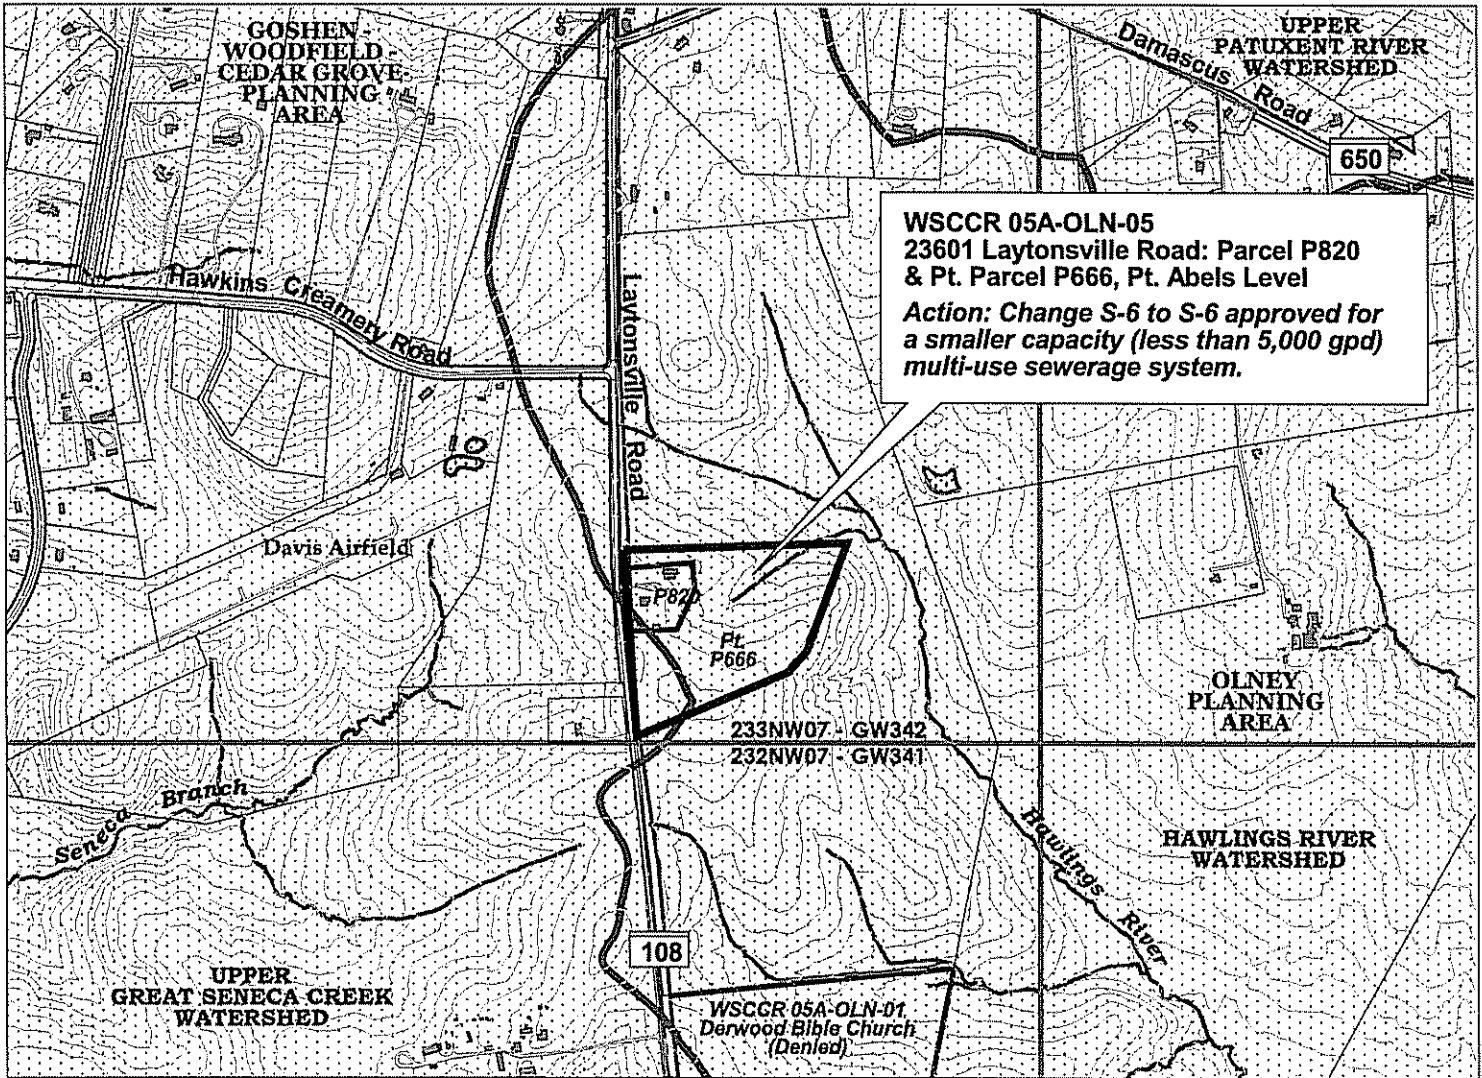 GOSHEN -
WOODFIELD -
CEDAR GROVE
PLANNING
AREA
UPPER
PATUXENT RIVER
WATERSHED
Damascus Road
650
WSCCR 05A-OLN-05
23601 Laytonsville Road: Parcel P820
& Pt. Parcel P666, Pt. Abels Level
Action: Change S-6 to S-6 approved for
a smaller capacity (less than 5,000 gpd)
multi-use sewerage system.
Hawkins Creamery Road
Laytonsville Road
Davis Airfield
P820
Pt.
P666
OLNEY
PLANNING
AREA
233NW07 - GW342
232NW07 - GW341
Seneca Branch
Hawlings River
HAWLINGS RIVER
WATERSHED
108
UPPER
GREAT SENECA CREEK
WATERSHED
WSCCR 05A-OLN-01
Derwood Bible Church
(Denied)